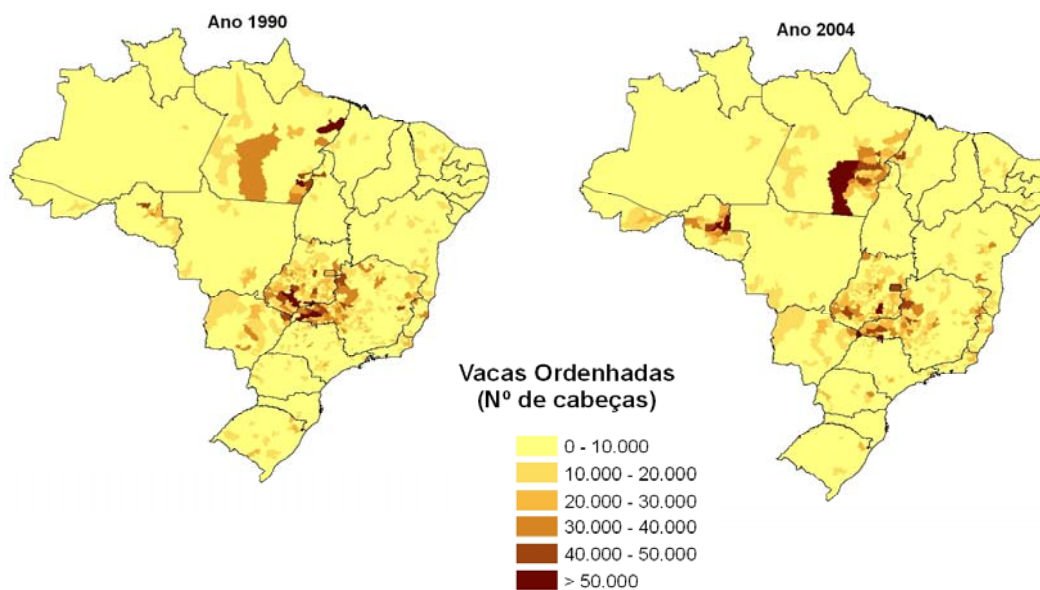 Ano 1990
Ano 2004
Vacas Ordenhadas
(Nº de cabeças)
0 - 10.000
10.000 - 20.000
20.000 - 30.000
30.000 - 40.000
40.000 - 50.000
> 50.000